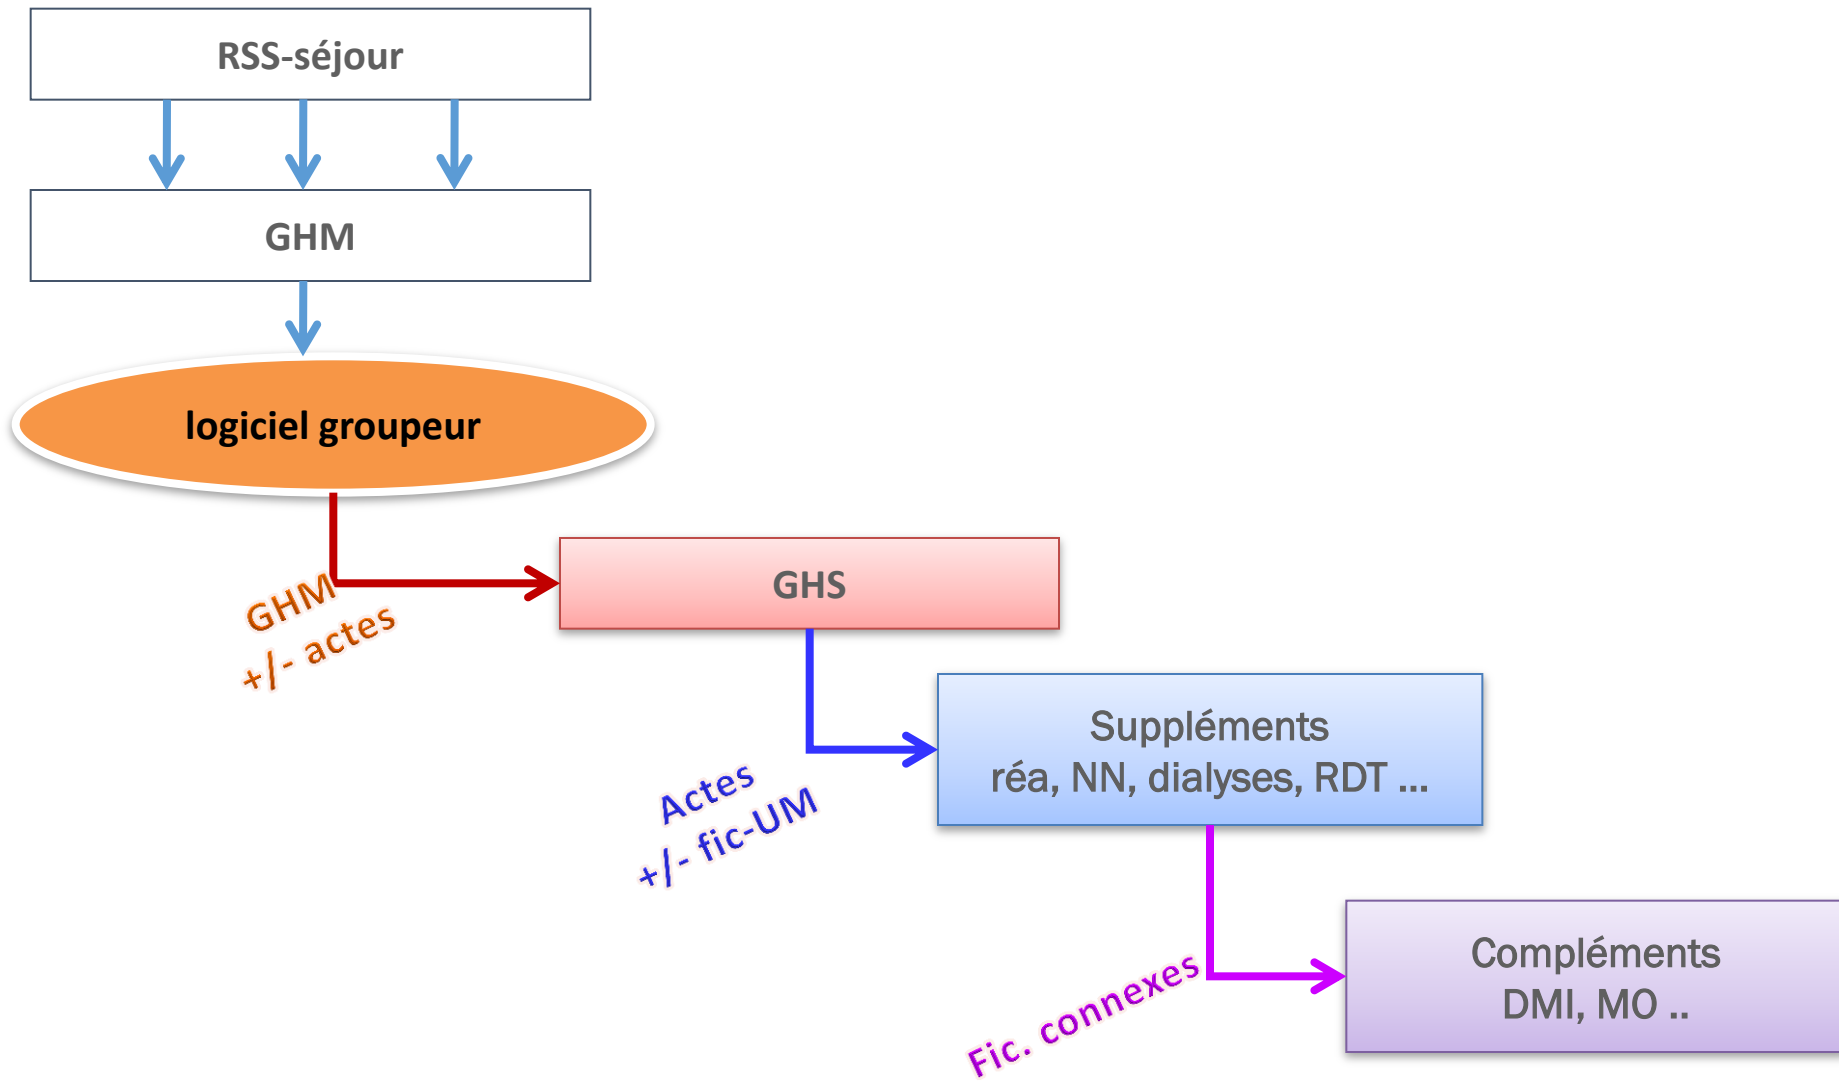 RSS-séjour
GHM
logiciel groupeur
GHM
+/- actes
GHS
Actes
+/- fic-UM
Suppléments
réa, NN, dialyses, RDT ...
Fic. connexes
Compléments
DMI, MO ..